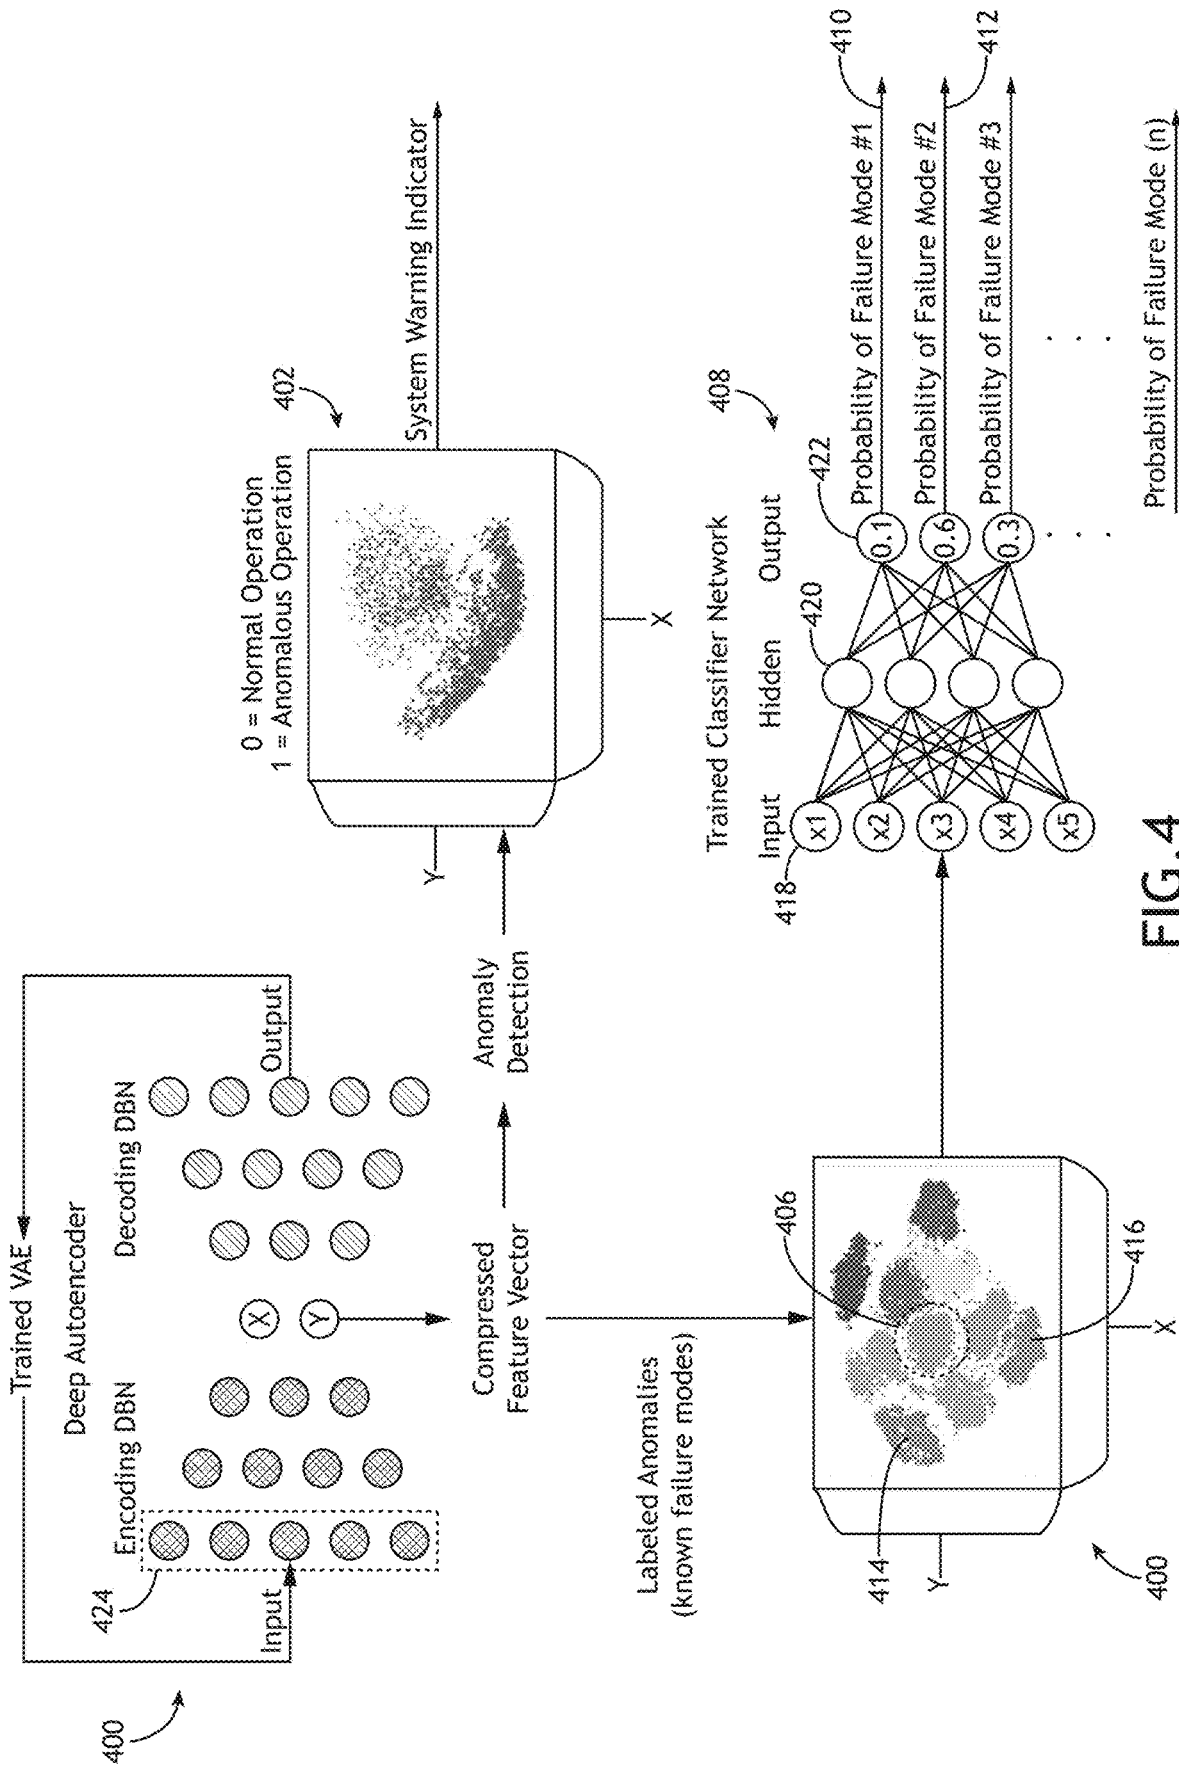 400
Trained VAE
Deep Autoencoder
Encoding DBN
Decoding DBN
424
Input
Output
X
Y
Compressed
Feature Vector
Anomaly
Detection
0 = Normal Operation
1 = Anomalous Operation
402
Y
X
System Warning Indicator
Labeled Anomalies
(known failure modes)
406
414
416
Y
X
400
Trained Classifier Network
408
Input
Hidden
Output
418
420
422
x1
x2
x3
x4
x5
0.1
0.6
0.3
Probability of Failure Mode #1
410
Probability of Failure Mode #2
412
Probability of Failure Mode #3
. . .
. . .
Probability of Failure Mode (n)
FIG.4